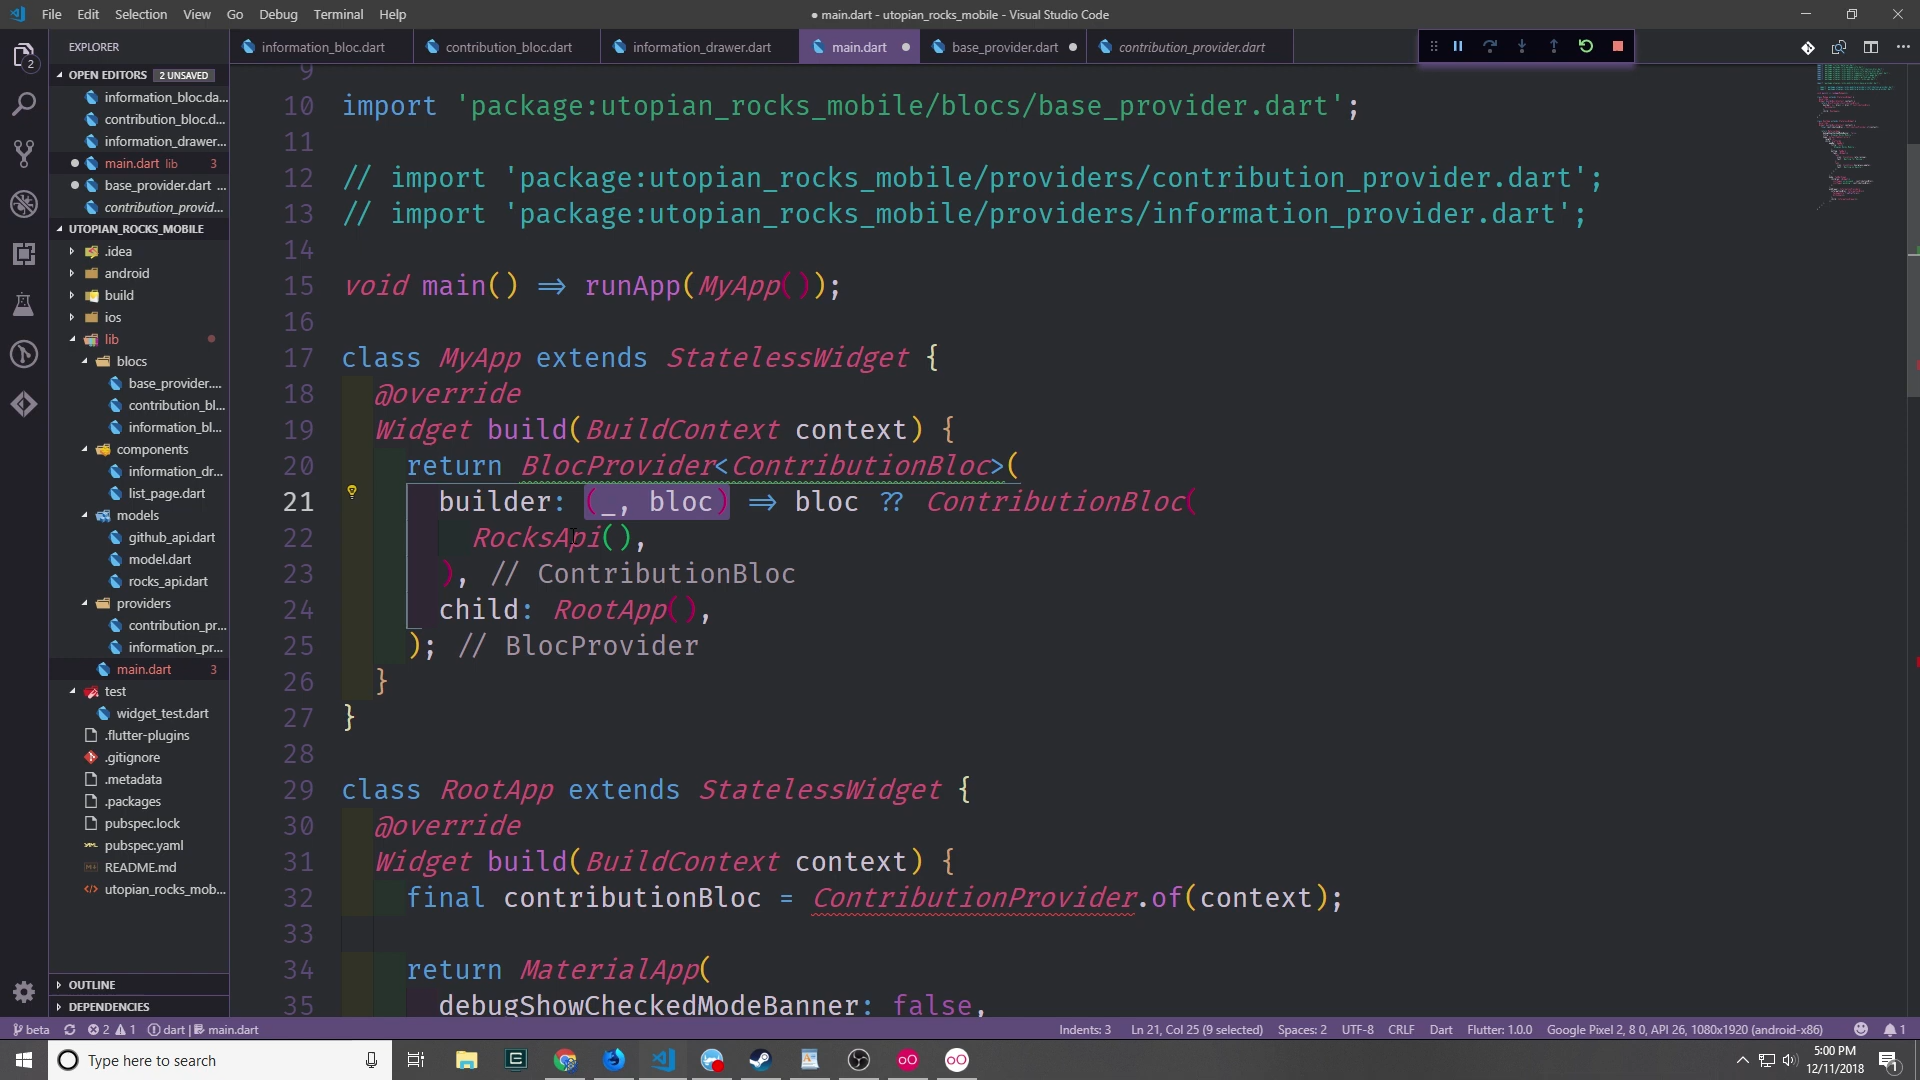 File Edit Selection View Go Debug Terminal Help
● main.dart - utopian_rocks_mobile - Visual Studio Code
EXPLORER
information_bloc.dart contribution_bloc.dart information_drawer.dart main.dart base_provider.dart contribution_provider.dart
2
OPEN EDITORS 2 UNSAVED
information_bloc.da...
contribution_bloc.d...
information_drawer...
main.dart lib 3
base_provider.dart ...
contribution_provid...
UTOPIAN_ROCKS_MOBILE
.idea
android
build
ios
lib
blocs
base_provider....
contribution_bl...
information_bl...
components
information_dr...
list_page.dart
models
github_api.dart
model.dart
rocks_api.dart
providers
contribution_pr...
information_pr...
main.dart 3
test
widget_test.dart
.flutter-plugins
.gitignore
.metadata
.packages
pubspec.lock
pubspec.yaml
README.md
utopian_rocks_mob...
OUTLINE
DEPENDENCIES
9
10 import 'package:utopian_rocks_mobile/blocs/base_provider.dart';
11
12 // import 'package:utopian_rocks_mobile/providers/contribution_provider.dart';
13 // import 'package:utopian_rocks_mobile/providers/information_provider.dart';
14
15 void main() => runApp(MyApp());
16
17 class MyApp extends StatelessWidget {
18 @override
19 Widget build(BuildContext context) {
20 return BlocProvider<ContributionBloc>(
21 builder: (_, bloc) => bloc ?? ContributionBloc(
22 RocksApi(),
23 ), // ContributionBloc
24 child: RootApp(),
25 ); // BlocProvider
26 }
27 }
28
29 class RootApp extends StatelessWidget {
30 @override
31 Widget build(BuildContext context) {
32 final contributionBloc = ContributionProvider.of(context);
33
34 return MaterialApp(
35 debugShowCheckedModeBanner: false,
beta 2 1 dart | main.dart
Indents: 3 Ln 21, Col 25 (9 selected) Spaces: 2 UTF-8 CRLF Dart Flutter: 1.0.0 Google Pixel 2, 8 0, API 26, 1080x1920 (android-x86) 1
Type here to search
5:00 PM
12/11/2018
1